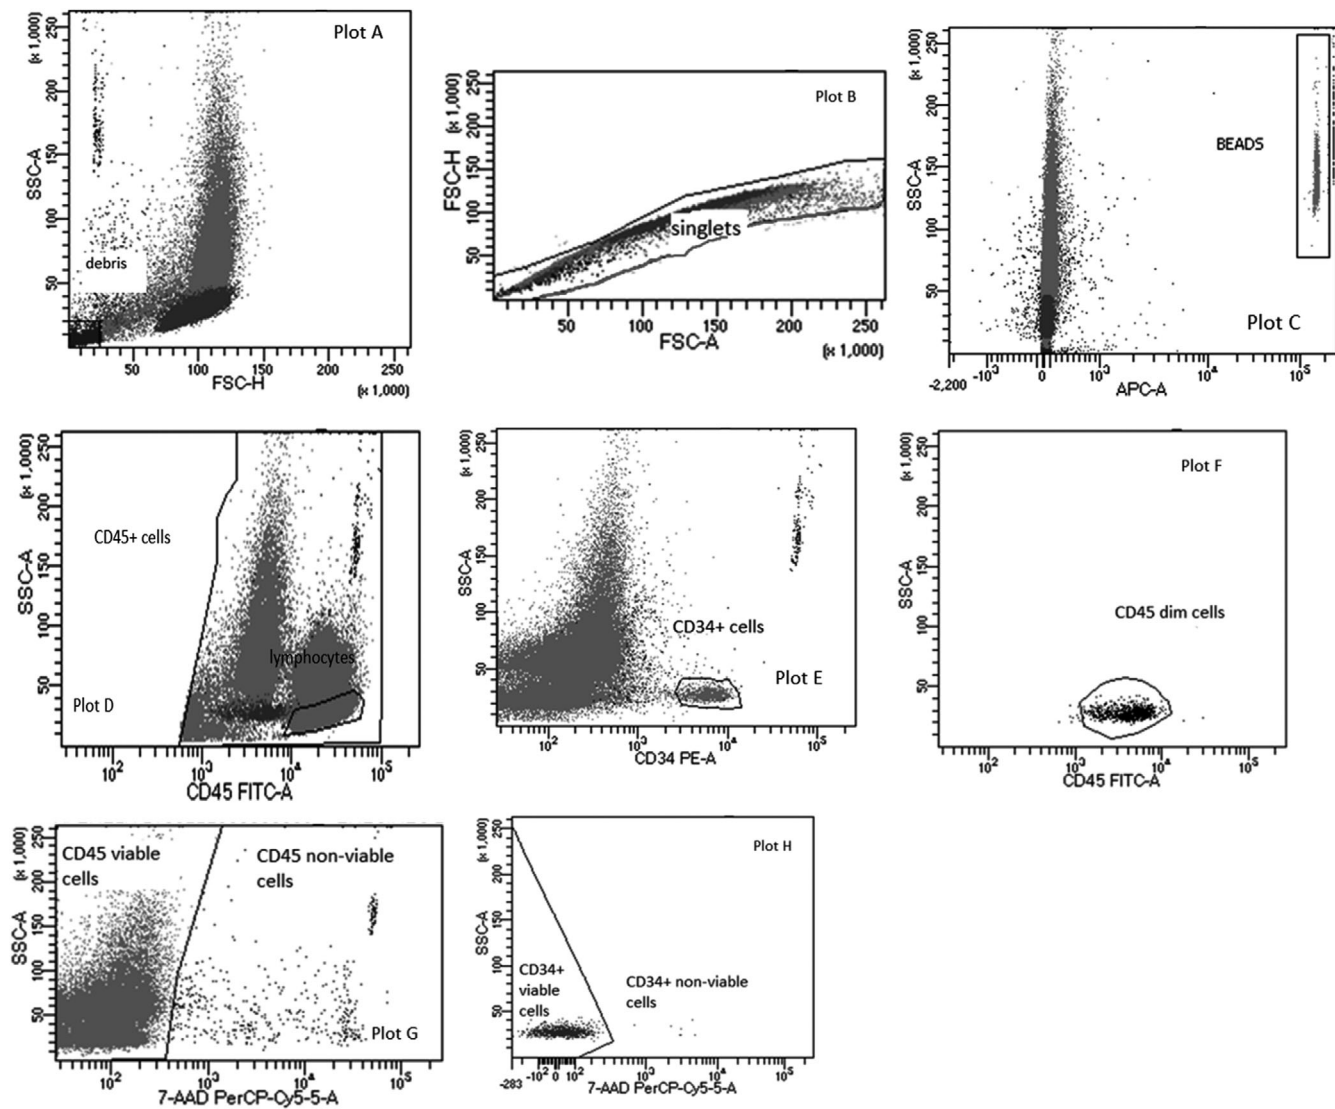 Plot A
(x 1,000)
250
200
150
100
50
SSC-A
debris
50 100 150 200 250
FSC-H
(x 1,000)
Plot B
(x 1,000)
250
200
150
100
50
FSC-H
singlets
50 100 150 200 250
FSC-A
(x 1,000)
(x 1,000)
250
200
150
100
50
SSC-A
BEADS
Plot C
-2,200 -10³ 0 10³ 10⁴ 10⁵
APC-A
(x 1,000)
250
200
150
100
50
SSC-A
CD45+ cells
lymphocytes
Plot D
10² 10³ 10⁴ 10⁵
CD45 FITC-A
(x 1,000)
250
200
150
100
50
SSC-A
CD34+ cells
Plot E
10² 10³ 10⁴ 10⁵
CD34 PE-A
(x 1,000)
250
200
150
100
50
SSC-A
Plot F
CD45 dim cells
10² 10³ 10⁴ 10⁵
CD45 FITC-A
(x 1,000)
250
200
150
100
50
SSC-A
CD45 viable
cells
CD45 non-viable
cells
Plot G
10² 10³ 10⁴ 10⁵
7-AAD PerCP-Cy5-5-A
(x 1,000)
250
200
150
100
50
SSC-A
Plot H
CD34+
viable
cells
CD34+ non-viable
cells
-283 -10² 0 10² 10³ 10⁴ 10⁵
7-AAD PerCP-Cy5-5-A